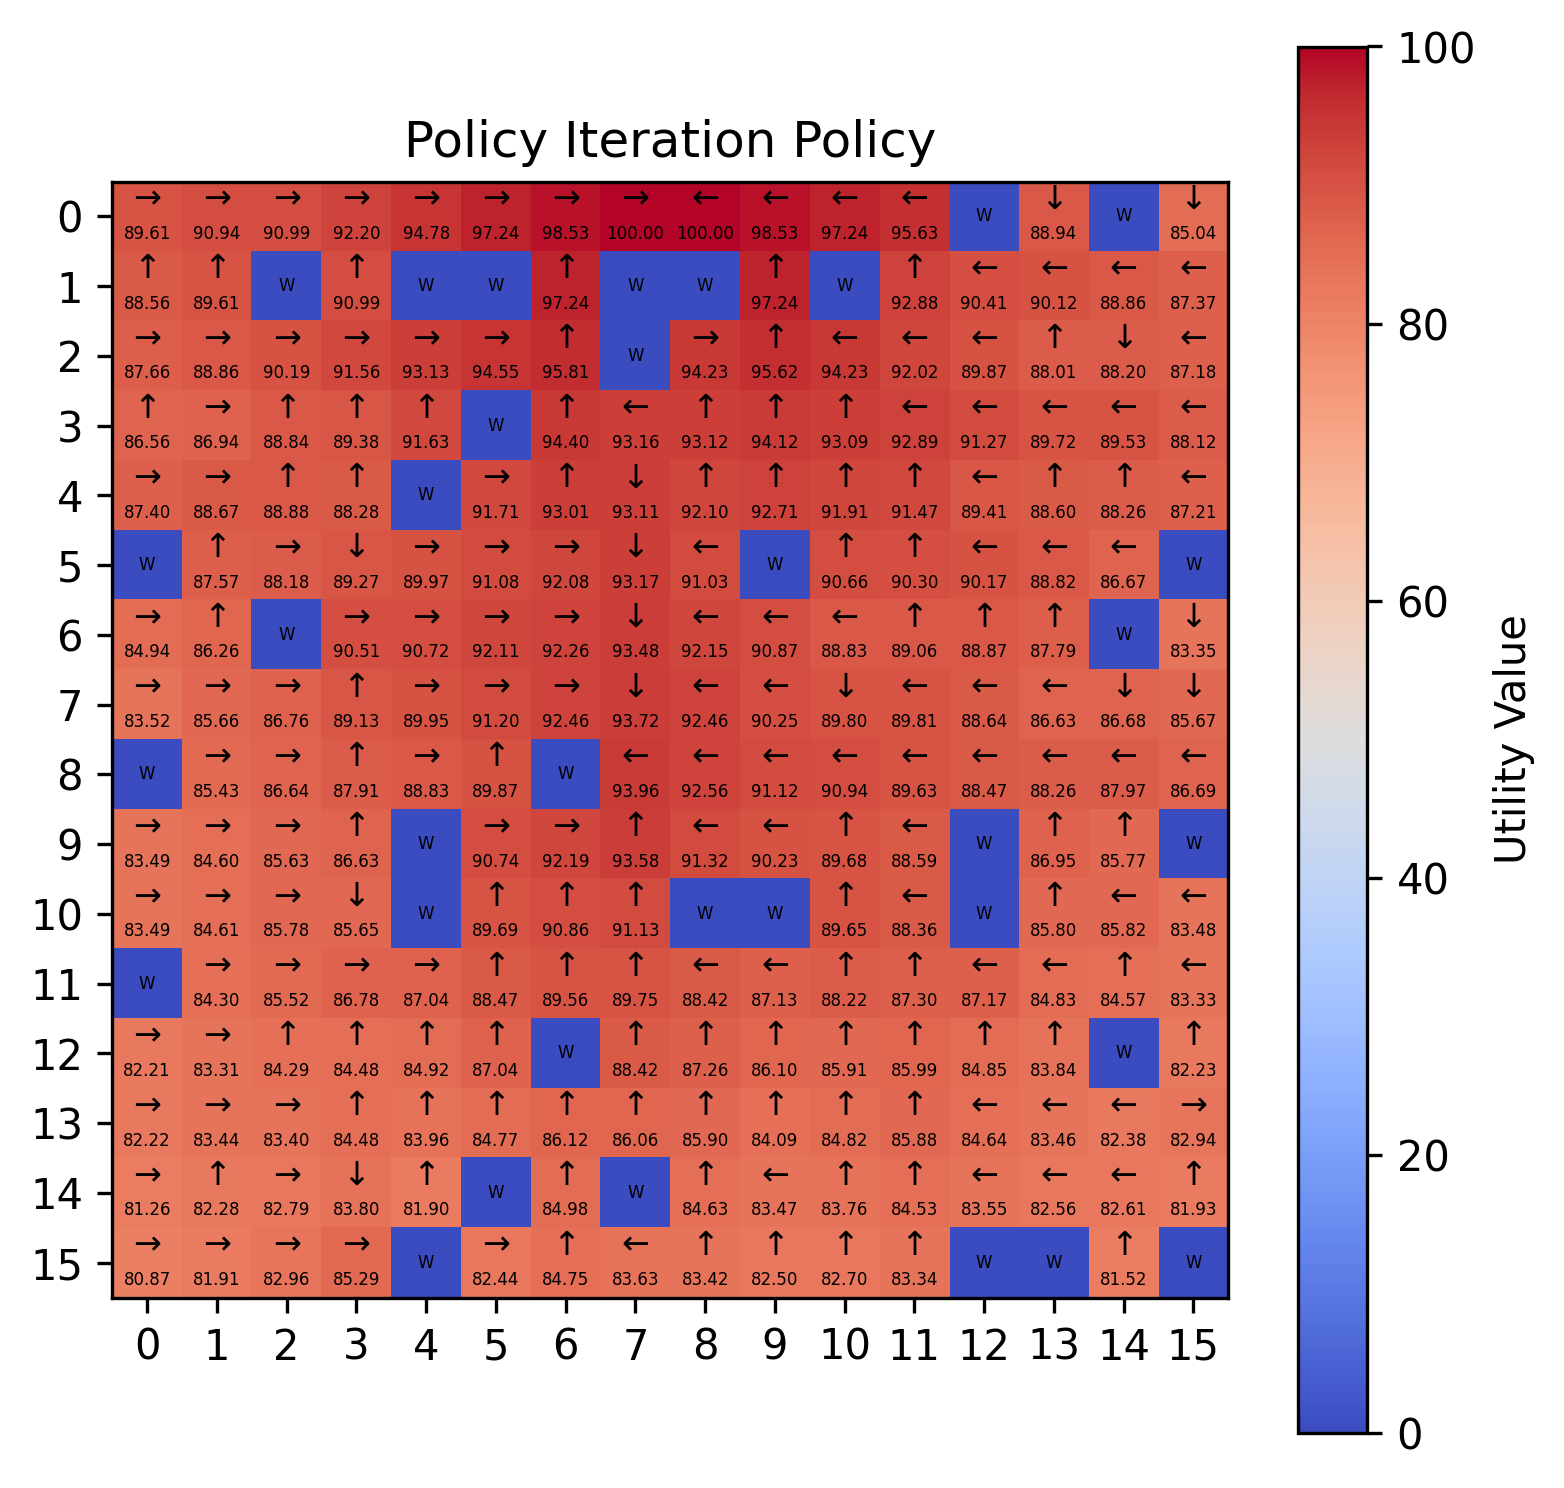 Policy Iteration Policy
→ → → → → → → → ← ← ← ← ↓ ↓
0 89.61 90.94 90.99 92.20 94.78 97.24 98.53 100.00 100.00 98.53 97.24 95.63 W 88.94 W 85.04
↑ ↑ ↑ ↑ ↑ ↑ ← ← ← ←
1 88.56 89.61 W 90.99 W W 97.24 W W 97.24 W 92.88 90.41 90.12 88.86 87.37
→ → → → → → ↑ → ↑ ← ← ← ↑ ↓ ←
2 87.66 88.86 90.19 91.56 93.13 94.55 95.81 W 94.23 95.62 94.23 92.02 89.87 88.01 88.20 87.18
↑ → ↑ ↑ ↑ ↑ ← ↑ ↑ ↑ ← ← ← ← ←
3 86.56 86.94 88.84 89.38 91.63 W 94.40 93.16 93.12 94.12 93.09 92.89 91.27 89.72 89.53 88.12
→ → ↑ ↑ → ↑ ↓ ↑ ↑ ↑ ↑ ← ↑ ↑ ←
4 87.40 88.67 88.88 88.28 W 91.71 93.01 93.11 92.10 92.71 91.91 91.47 89.41 88.60 88.26 87.21
↑ → ↓ → → → ↓ ← ↑ ↑ ← ← ←
5 W 87.57 88.18 89.27 89.97 91.08 92.08 93.17 91.03 W 90.66 90.30 90.17 88.82 86.67 W
→ ↑ → → → → ↓ ← ← ← ↑ ↑ ↑ ↓
6 84.94 86.26 W 90.51 90.72 92.11 92.26 93.48 92.15 90.87 88.83 89.06 88.87 87.79 W 83.35
→ → → ↑ → → → ↓ ← ← ↓ ← ← ← ↓ ↓
7 83.52 85.66 86.76 89.13 89.95 91.20 92.46 93.72 92.46 90.25 89.80 89.81 88.64 86.63 86.68 85.67
→ → ↑ → ↑ ← ← ← ← ← ← ← ← ←
8 W 85.43 86.64 87.91 88.83 89.87 W 93.96 92.56 91.12 90.94 89.63 88.47 88.26 87.97 86.69
→ → → ↑ → → ↑ ← ← ↑ ← ↑ ↑
9 83.49 84.60 85.63 86.63 W 90.74 92.19 93.58 91.32 90.23 89.68 88.59 W 86.95 85.77 W
→ → → ↓ ↑ ↑ ↑ ↑ ← ↑ ← ←
10 83.49 84.61 85.78 85.65 W 89.69 90.86 91.13 W W 89.65 88.36 W 85.80 85.82 83.48
→ → → → ↑ ↑ ↑ ← ← ↑ ↑ ← ← ↑ ←
11 W 84.30 85.52 86.78 87.04 88.47 89.56 89.75 88.42 87.13 88.22 87.30 87.17 84.83 84.57 83.33
→ → ↑ ↑ ↑ ↑ ↑ ↑ ↑ ↑ ↑ ↑ ↑ ↑
12 82.21 83.31 84.29 84.48 84.92 87.04 W 88.42 87.26 86.10 85.91 85.99 84.85 83.84 W 82.23
→ → → ↑ ↑ ↑ ↑ ↑ ↑ ↑ ↑ ↑ ← ← ← →
13 82.22 83.44 83.40 84.48 83.96 84.77 86.12 86.06 85.90 84.09 84.82 85.88 84.64 83.46 82.38 82.94
→ ↑ → ↓ ↑ ↑ ↑ ← ↑ ↑ ← ← ← ↑
14 81.26 82.28 82.79 83.80 81.90 W 84.98 W 84.63 83.47 83.76 84.53 83.55 82.56 82.61 81.93
→ → → → → ↑ ← ↑ ↑ ↑ ↑ ↑
15 80.87 81.91 82.96 85.29 W 82.44 84.75 83.63 83.42 82.50 82.70 83.34 W W 81.52 W
0 1 2 3 4 5 6 7 8 9 10 11 12 13 14 15
100
80
60
40
20
0
Utility Value